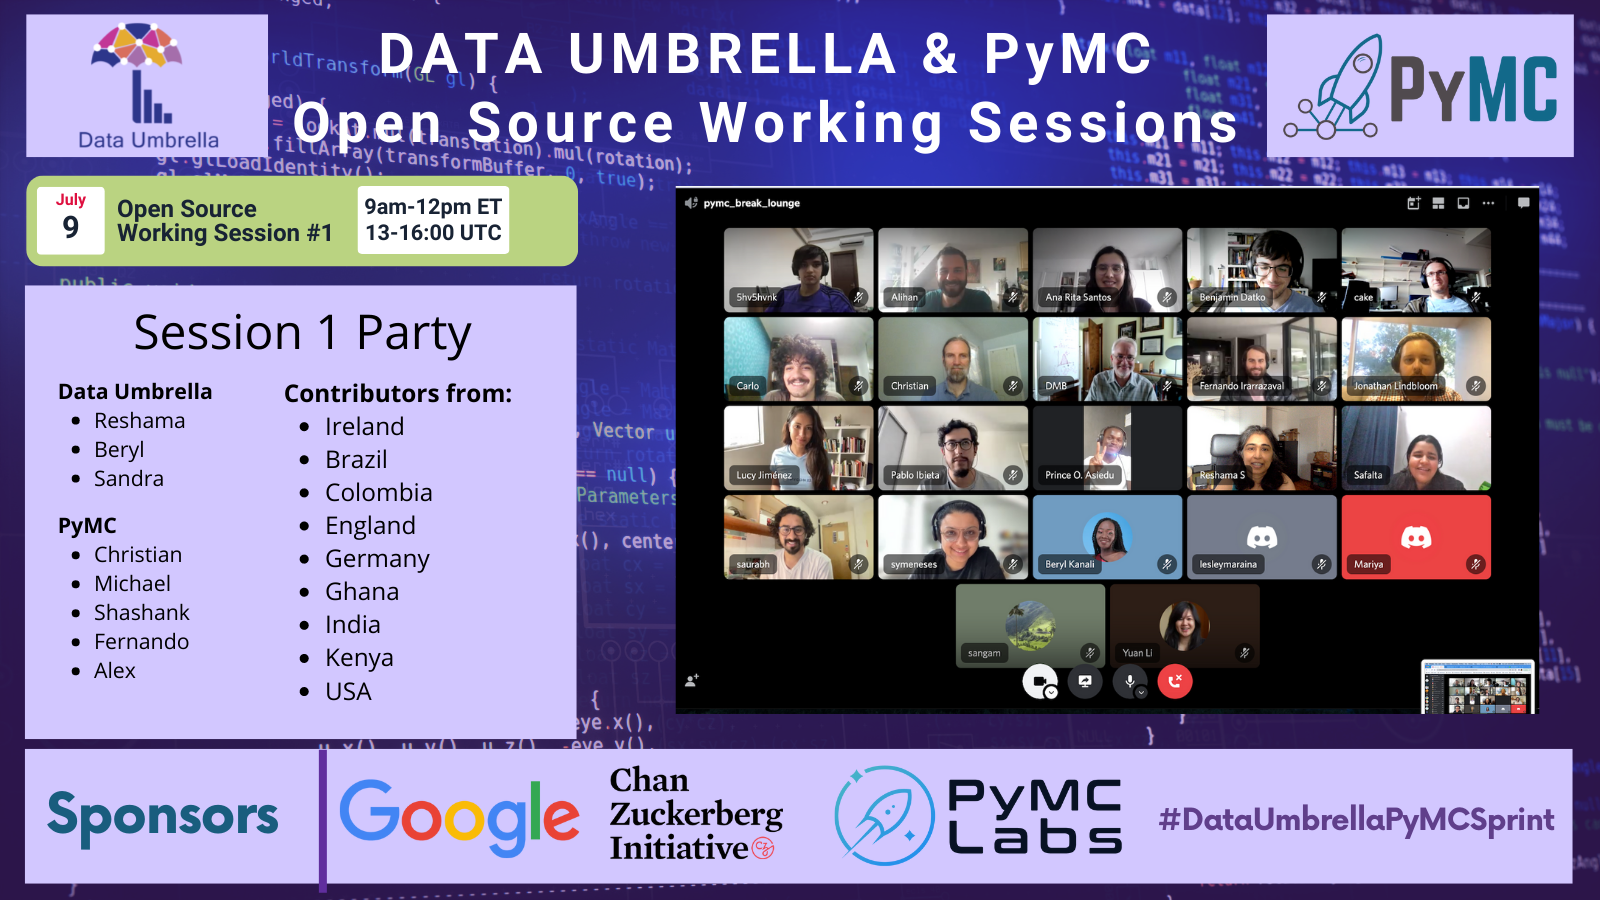 DATA UMBRELLA & PyMC
Open Source Working Sessions
Data Umbrella
PyMC
July
9
Open Source
Working Session #1
9am-12pm ET
13-16:00 UTC
Session 1 Party
Data Umbrella
• Reshama
• Beryl
• Sandra
PyMC
• Christian
• Michael
• Shashank
• Fernando
• Alex
Contributors from:
• Ireland
• Brazil
• Colombia
• England
• Germany
• Ghana
• India
• Kenya
• USA
pymc_break_lounge
5hv5hvnk
Alihan
Ana Rita Santos
Benjamin Datko
cake
Carlo
Christian
DMB
Fernando Irarrazaval
Jonathan Lindbloom
Lucy Jiménez
Pablo Ibieta
Prince O. Asiedu
Reshama S
Safalta
saurabh
symeneses
Beryl Kanali
lesleymaraina
Mariya
sangam
Yuan Li
Sponsors
Google
Chan
Zuckerberg
Initiative
CZI
PyMC
Labs
#DataUmbrellaPyMCSprint